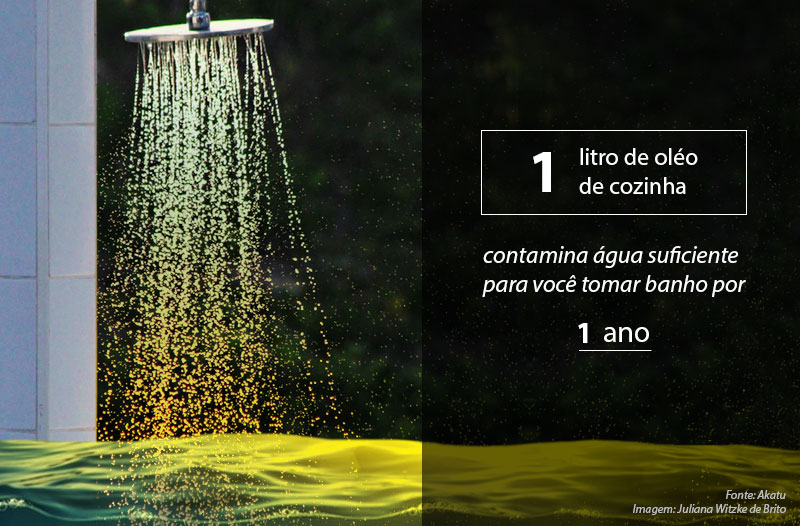 1 litro de oléo
de cozinha
contamina água suficiente
para você tomar banho por
1 ano
Fonte: Akatu
Imagem: Juliana Witzke de Brito